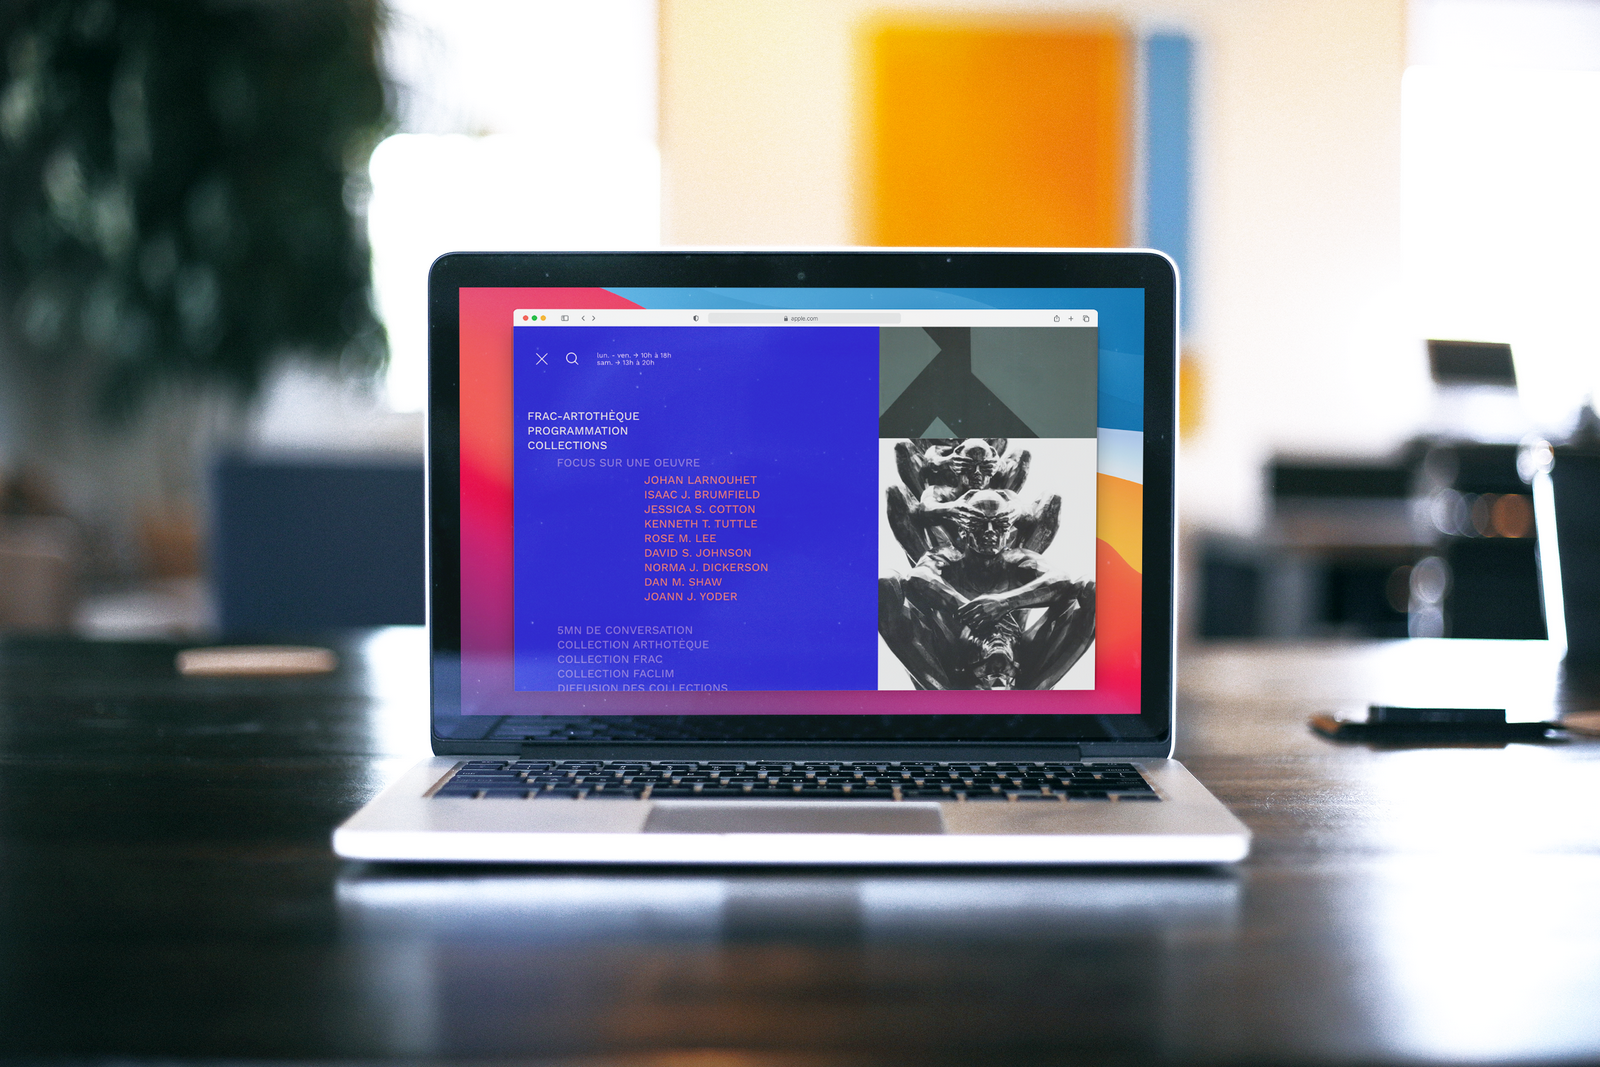 apple.com
lun. - ven. → 10h à 18h
sam. → 13h à 20h
FRAC-ARTOTHÈQUE
PROGRAMMATION
COLLECTIONS
FOCUS SUR UNE OEUVRE
JOHAN LARNOUHET
ISAAC J. BRUMFIELD
JESSICA S. COTTON
KENNETH T. TUTTLE
ROSE M. LEE
DAVID S. JOHNSON
NORMA J. DICKERSON
DAN M. SHAW
JOANN J. YODER
5MN DE CONVERSATION
COLLECTION ARTHOTÈQUE
COLLECTION FRAC
COLLECTION FACLIM
DIFFUSION DES COLLECTIONS